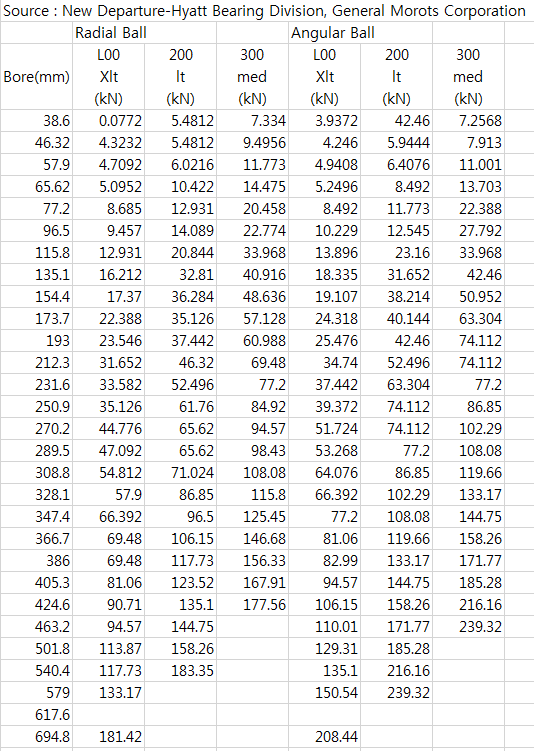 Source : New Departure-Hyatt Bearing Division, General Morots Corporation
Radial Ball Angular Ball
L00 200 300 L00 200 300
Bore(mm) Xlt lt med Xlt lt med
(kN) (kN) (kN) (kN) (kN) (kN)
38.6 0.0772 5.4812 7.334 3.9372 42.46 7.2568
46.32 4.3232 5.4812 9.4956 4.246 5.9444 7.913
57.9 4.7092 6.0216 11.773 4.9408 6.4076 11.001
65.62 5.0952 10.422 14.475 5.2496 8.492 13.703
77.2 8.685 12.931 20.458 8.492 11.773 22.388
96.5 9.457 14.089 22.774 10.229 12.545 27.792
115.8 12.931 20.844 33.968 13.896 23.16 33.968
135.1 16.212 32.81 40.916 18.335 31.652 42.46
154.4 17.37 36.284 48.636 19.107 38.214 50.952
173.7 22.388 35.126 57.128 24.318 40.144 63.304
193 23.546 37.442 60.988 25.476 42.46 74.112
212.3 31.652 46.32 69.48 34.74 52.496 74.112
231.6 33.582 52.496 77.2 37.442 63.304 77.2
250.9 35.126 61.76 84.92 39.372 74.112 86.85
270.2 44.776 65.62 94.57 51.724 74.112 102.29
289.5 47.092 65.62 98.43 53.268 77.2 108.08
308.8 54.812 71.024 108.08 64.076 86.85 119.66
328.1 57.9 86.85 115.8 66.392 102.29 133.17
347.4 66.392 96.5 125.45 77.2 108.08 144.75
366.7 69.48 106.15 146.68 81.06 119.66 158.26
386 69.48 117.73 156.33 82.99 133.17 171.77
405.3 81.06 123.52 167.91 94.57 144.75 185.28
424.6 90.71 135.1 177.56 106.15 158.26 216.16
463.2 94.57 144.75 110.01 171.77 239.32
501.8 113.87 158.26 129.31 185.28
540.4 117.73 183.35 135.1 216.16
579 133.17 150.54 239.32
617.6
694.8 181.42 208.44